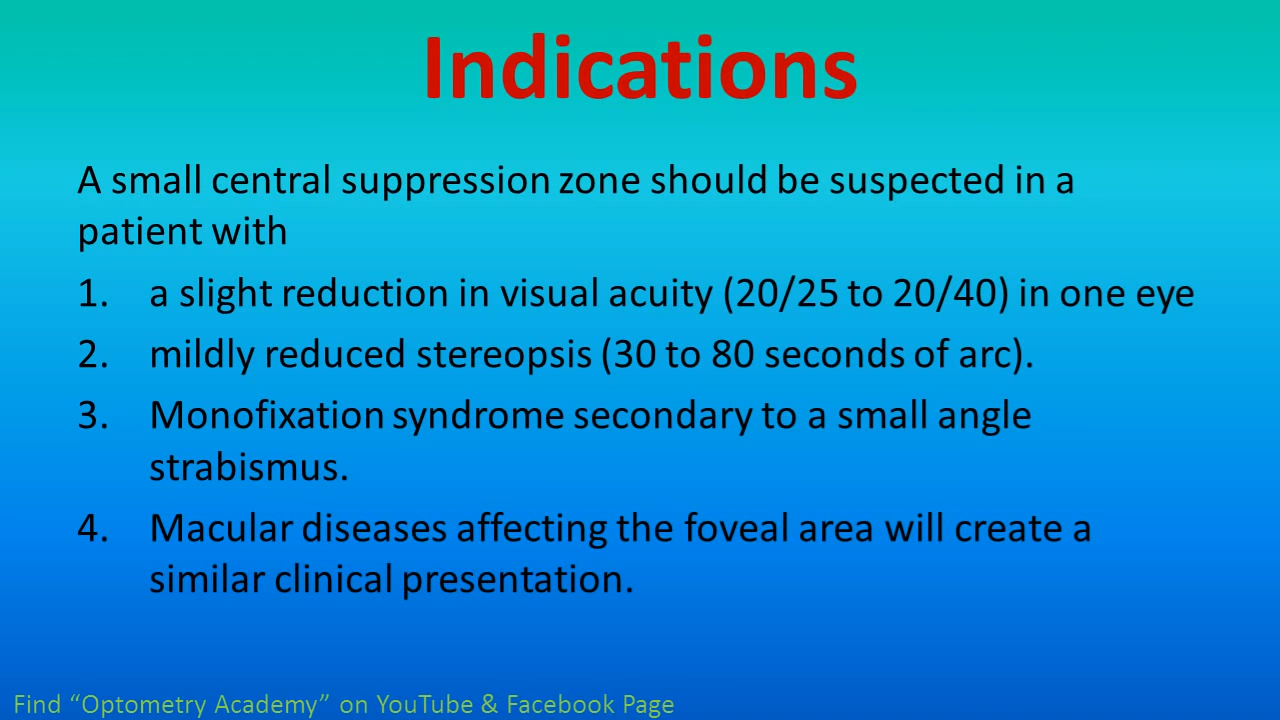 Indications
A small central suppression zone should be suspected in a
patient with
1. a slight reduction in visual acuity (20/25 to 20/40) in one eye
2. mildly reduced stereopsis (30 to 80 seconds of arc).
3. Monofixation syndrome secondary to a small angle
strabismus.
4. Macular diseases affecting the foveal area will create a
similar clinical presentation.
Find “Optometry Academy” on YouTube & Facebook Page